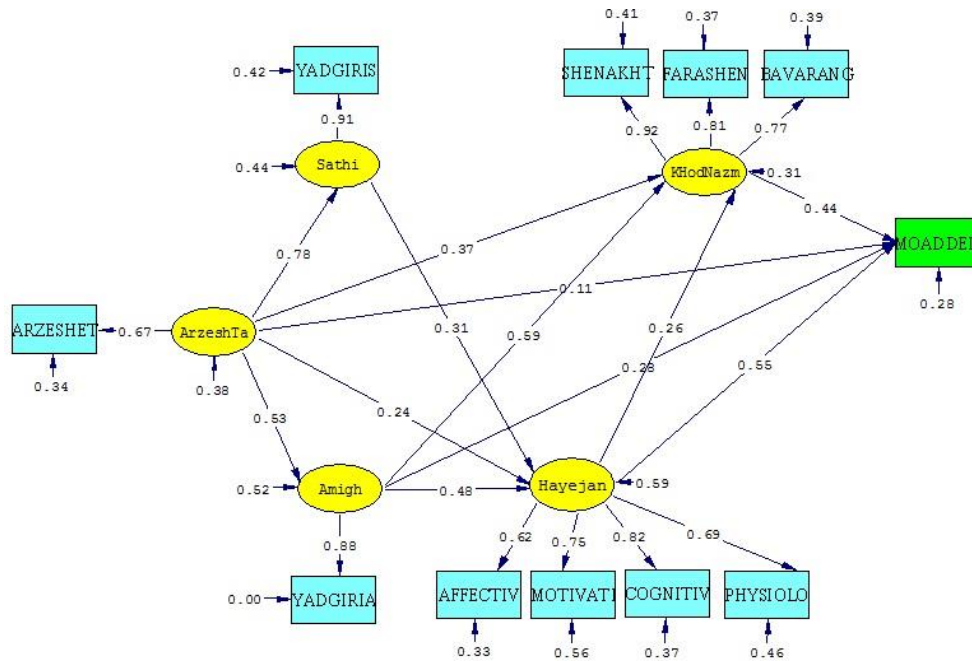 0.41
0.37
0.39
0.42
YADGIRIS
SHENAKHT
FARASHEN
BAVARANG
0.91
0.92
0.81
0.77
0.44
Sathi
KHodNazm
0.31
0.44
0.78
0.37
MOADDEL
0.11
0.28
ARZESHET
0.67
ArzeshTa
0.31
0.59
0.26
0.28
0.55
0.34
0.38
0.53
0.24
0.52
Amigh
0.48
Hayejan
0.59
0.88
0.62
0.75
0.82
0.69
0.00
YADGIRIA
AFFECTIV
MOTIVATI
COGNITIV
PHYSIOLO
0.33
0.56
0.37
0.46